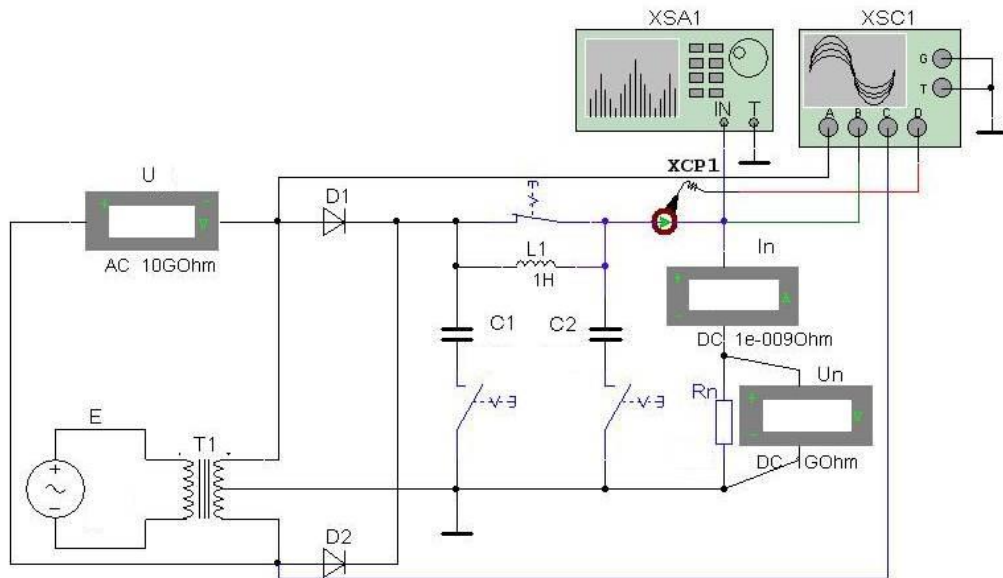 XSA1
XSC1
G
T
A B C D
IN T
XCP1
U
+ -
V
AC 10GOhm
D1
L1
1H
In
+
A
-
DC 1e-009Ohm
C1
C2
Rn
Un
+
V
-
DC 1GOhm
E
+
-
T1
D2